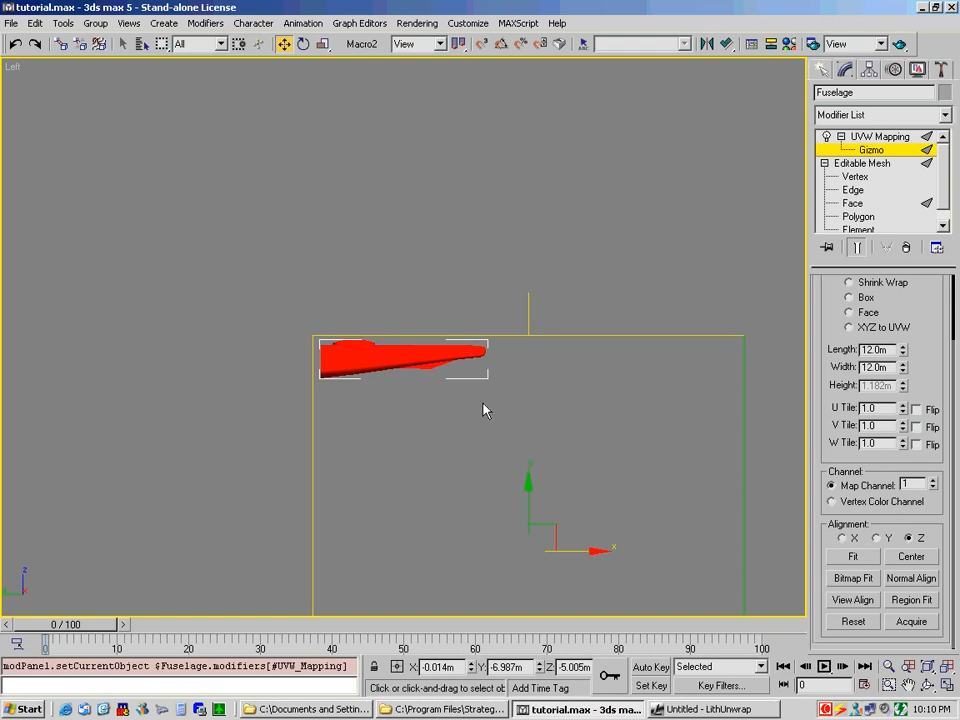 tutorial.max - 3ds max 5 - Stand-alone License
File Edit Tools Group Views Create Modifiers Character Animation Graph Editors Rendering Customize MAXScript Help
All Macro2 View View
Left
Fuselage
Modifier List
UVW Mapping
Gizmo
Editable Mesh
Vertex
Edge
Face
Polygon
Element
Shrink Wrap
Box
Face
XYZ to UVW
Length: 12.0m
Width: 12.0m
Height: 1.182m
U Tile: 1.0 Flip
V Tile: 1.0 Flip
W Tile: 1.0 Flip
Channel:
Map Channel: 1
Vertex Color Channel
Alignment:
X Y Z
Fit Center
Bitmap Fit Normal Align
View Align Region Fit
Reset Acquire
x
z
0 / 100
0 10 20 30 40 50 60 70 80 90 100
modPanel.setCurrentObject $Fuselage.modifiers[#UVW_Mapping]
X: -0.014m Y: -6.987m Z: -5.005m
Auto Key Selected
Click or click-and-drag to select ob Add Time Tag
Set Key Key Filters... 0
Start C:\Documents and Settin... C:\Program Files\Strateg... tutorial.max - 3ds ma... Untitled - LithUnwrap 10:10 PM